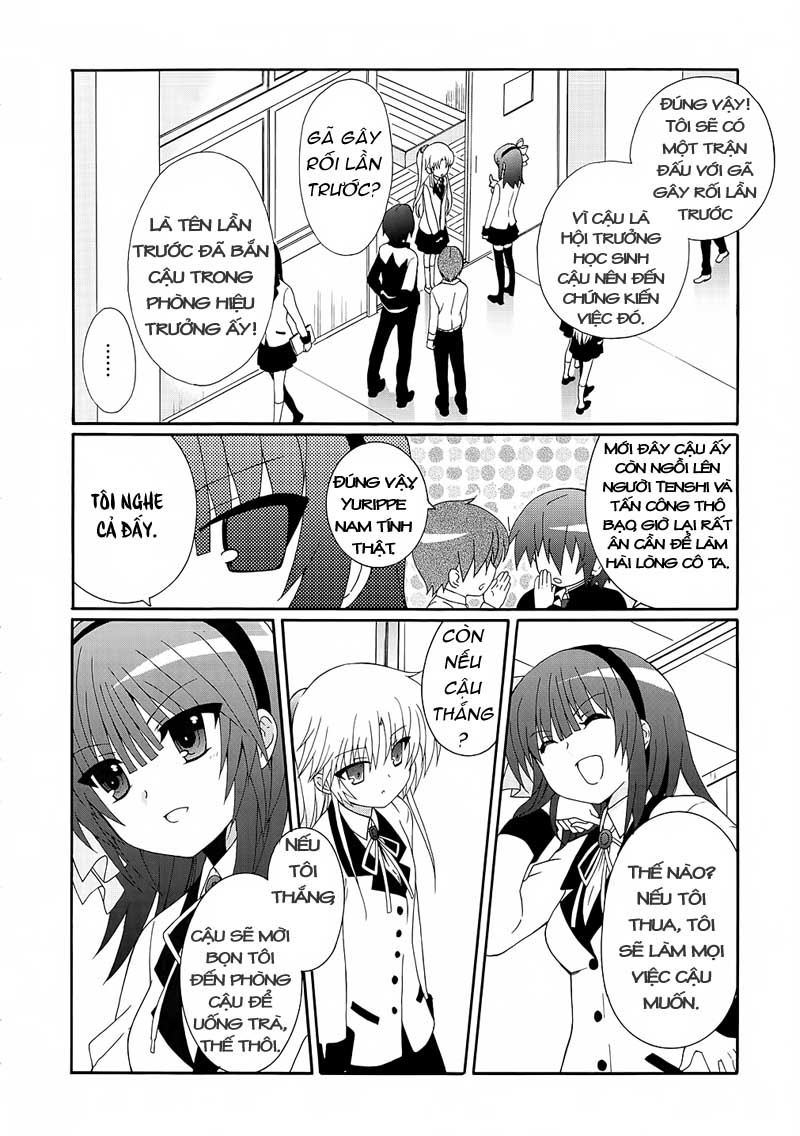 ĐÚNG VẬY!
TÔI SẼ CÓ
MỘT TRẬN
ĐẤU VỚI GÃ
GÂY RỐI LẦN
TRƯỚC
VÌ CẬU LÀ
HỘI TRƯỞNG
HỌC SINH
CẬU NÊN ĐẾN
CHỨNG KIẾN
VIỆC ĐÓ.
GÃ GÂY
RỐI LẦN
TRƯỚC?
LÀ TÊN LẦN
TRƯỚC ĐÃ BẮN
CẬU TRONG
PHÒNG HIỆU
TRƯỞNG ẤY!
......
MỚI ĐÂY CẬU ẤY
CÒN NGỒI LÊN
NGƯỜI TENSHI VÀ
TẤN CÔNG THÔ
BẠO, GIỜ LẠI RẤT
ÂN CẦN ĐỂ LÀM
HÀI LÒNG CÔ TA.
ĐÚNG VẬY,
YURIPPE
NAM TÍNH
THẬT.
TÔI NGHE
CẢ ĐẤY.
THẾ NÀO?
NẾU TÔI
THUA, TÔI
SẼ LÀM MỌI
VIỆC CẬU
MUỐN.
CÒN
NẾU
CẬU
THẮNG
?
NẾU
TÔI
THẮNG,
CẬU SẼ MỜI
BỌN TÔI
ĐẾN PHÒNG
CẬU ĐỂ
UỐNG TRÀ,
THẾ THÔI.